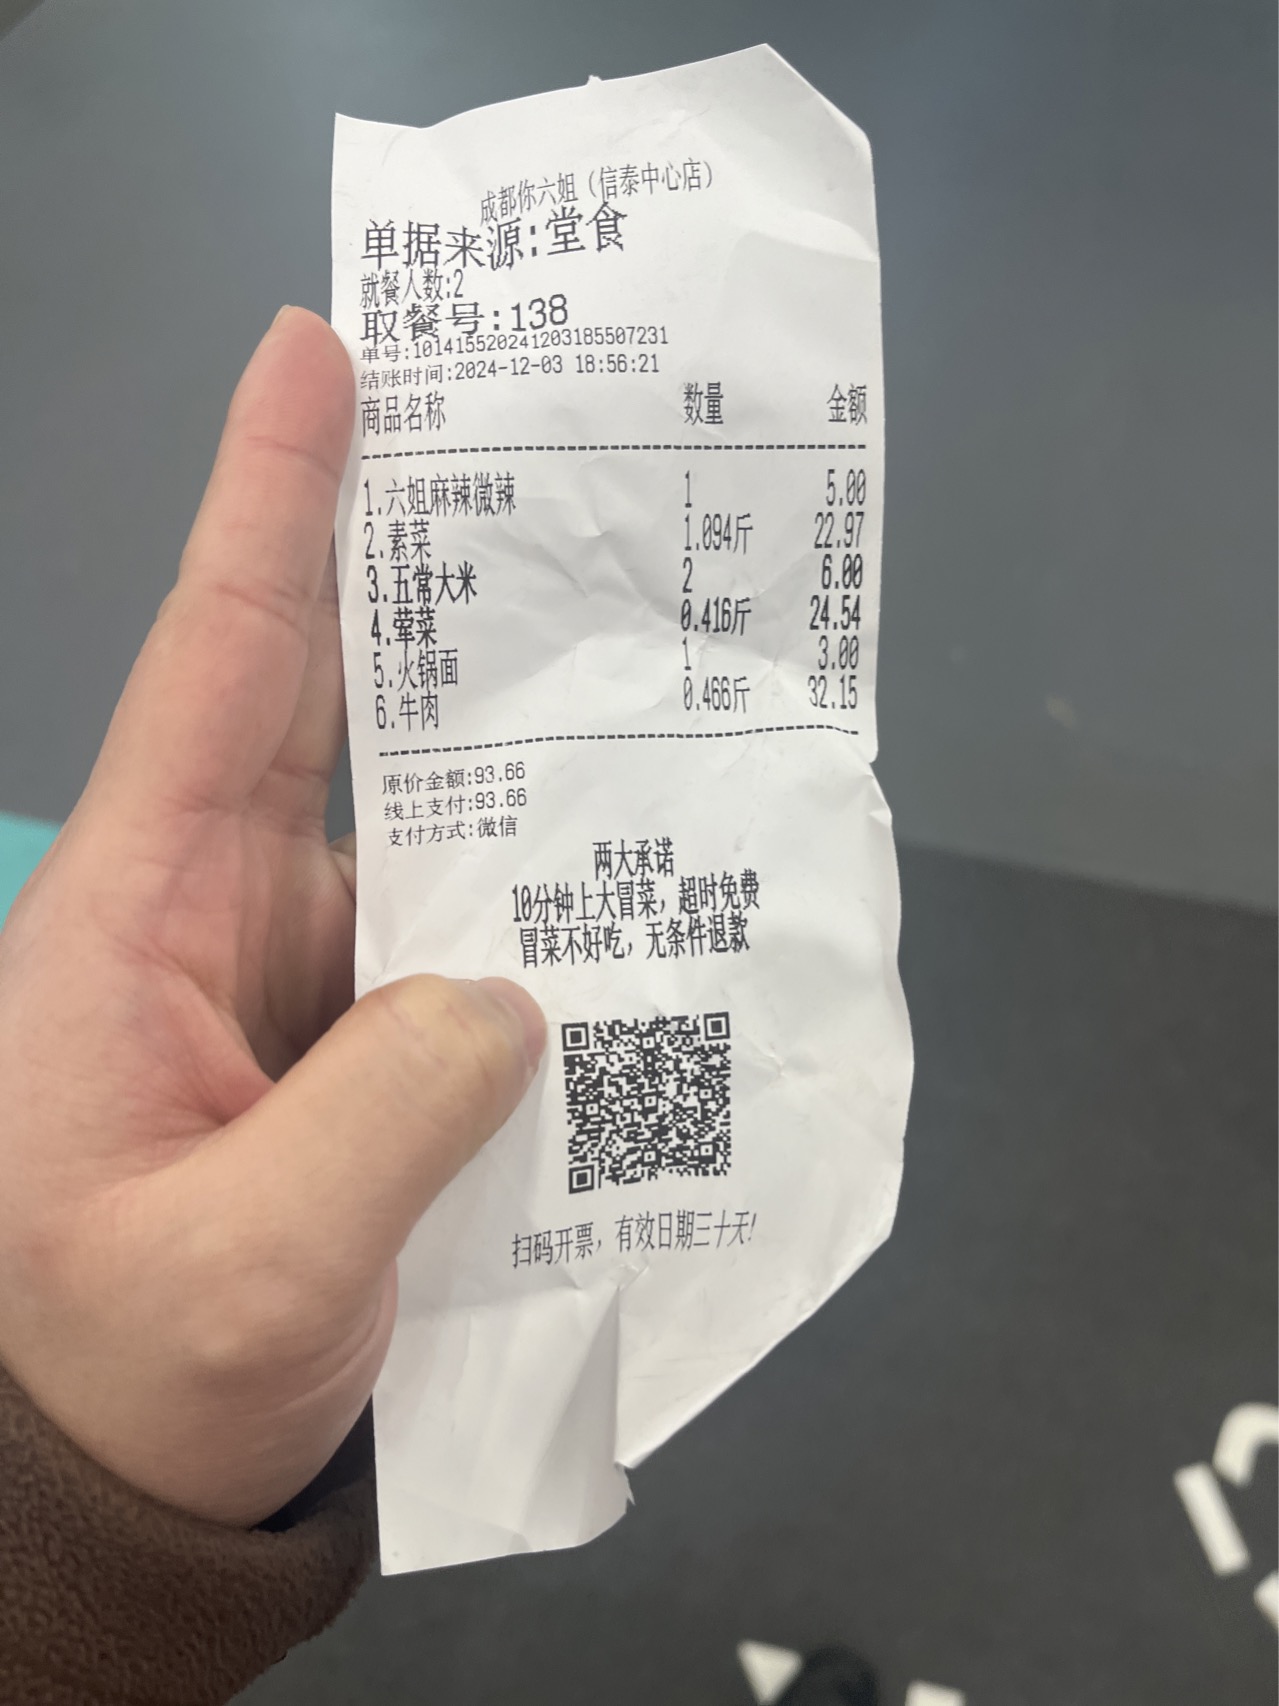 成都你六姐（信泰中心店）
单据来源:堂食
就餐人数:2
取餐号:138
单号:101415520241203185507231
结账时间:2024-12-03 18:56:21
商品名称 数量 金额
1.六姐麻辣微辣 1 5.00
2.素菜 1.094斤 22.97
3.五常大米 2 6.00
4.荤菜 0.416斤 24.54
5.火锅面 1 3.00
6.牛肉 0.466斤 32.15
原价金额:93.66
线上支付:93.66
支付方式:微信
两大承诺
10分钟上大冒菜，超时免费
冒菜不好吃，无条件退款
扫码开票，有效日期三十天!